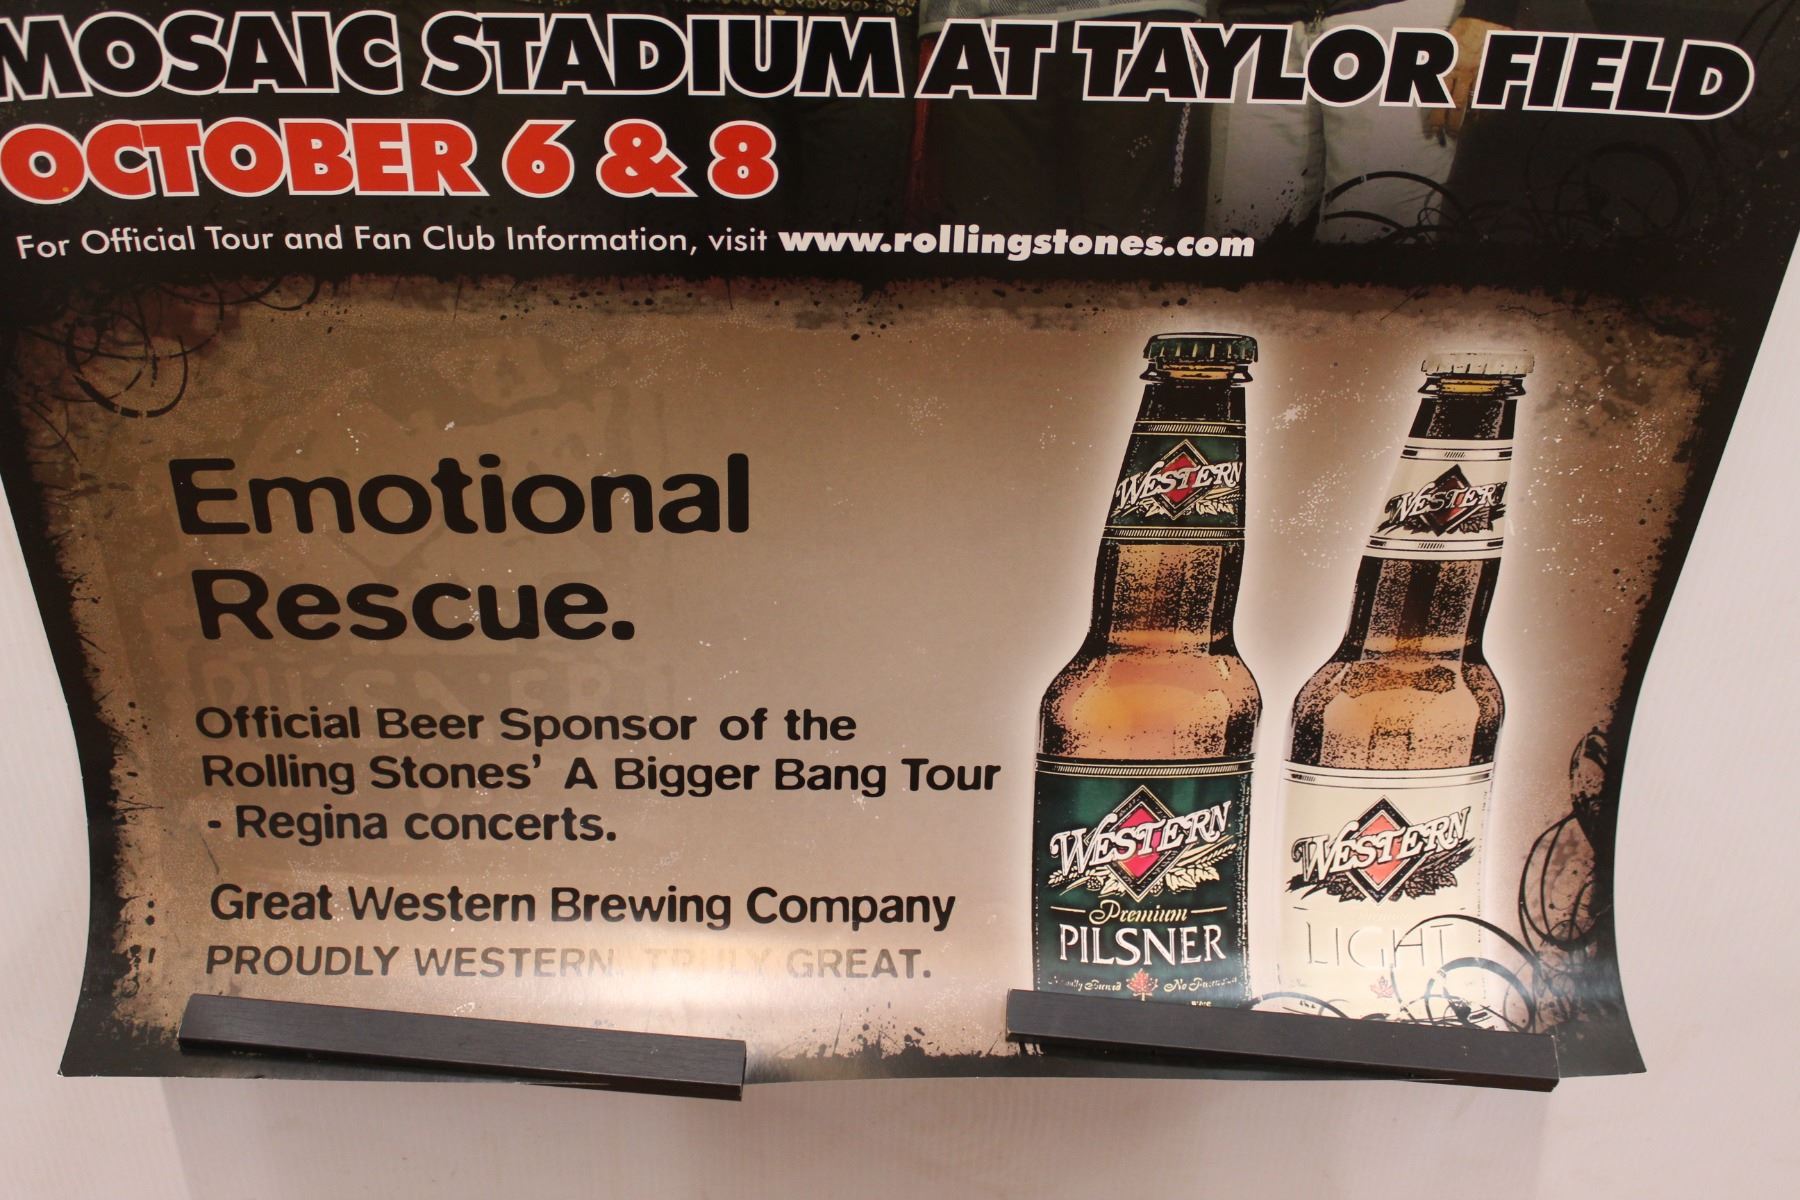 MOSAIC STADIUM AT TAYLOR FIELD
OCTOBER 6 & 8
For Official Tour and Fan Club Information, visit www.rollingstones.com
Emotional
Rescue.
Official Beer Sponsor of the
Rolling Stones' A Bigger Bang Tour
- Regina concerts.
Great Western Brewing Company
PROUDLY WESTERN. TRULY GREAT.
WESTERN
WESTERN
Premium
PILSNER
WESTERN
WESTERN
LIGHT